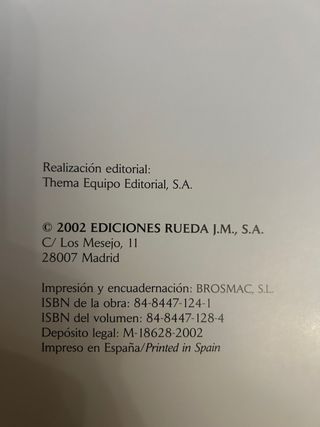 Realización editorial:
Thema Equipo Editorial, S.A.
© 2002 EDICIONES RUEDA J.M., S.A.
C/ Los Mesejo, 11
28007 Madrid
Impresión y encuadernación: BROSMAC, S.L.
ISBN de la obra: 84-8447-124-1
ISBN del volumen: 84-8447-128-4
Depósito legal: M-18628-2002
Impreso en España/Printed in Spain